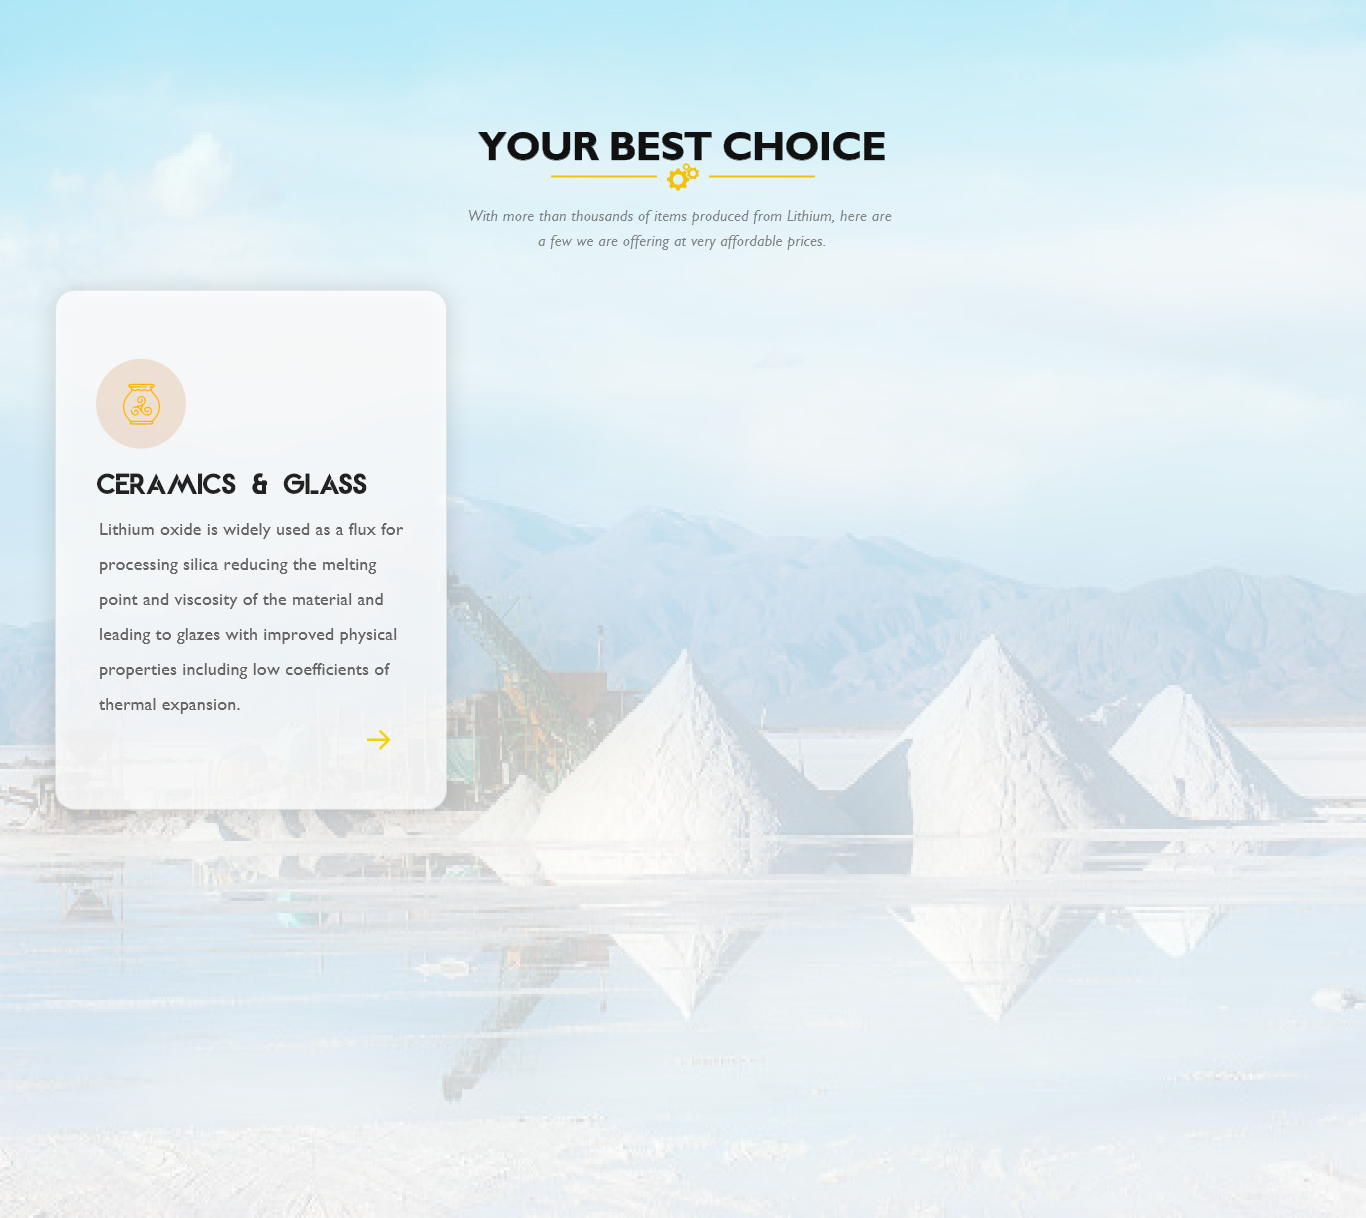 YOUR BEST CHOICE
With more than thousands of items produced from Lithium, here are
a few we are offering at very affordable prices.
CERAMICS & GLASS
Lithium oxide is widely used as a flux for
processing silica reducing the melting
point and viscosity of the material and
leading to glazes with improved physical
properties including low coefficients of
thermal expansion.